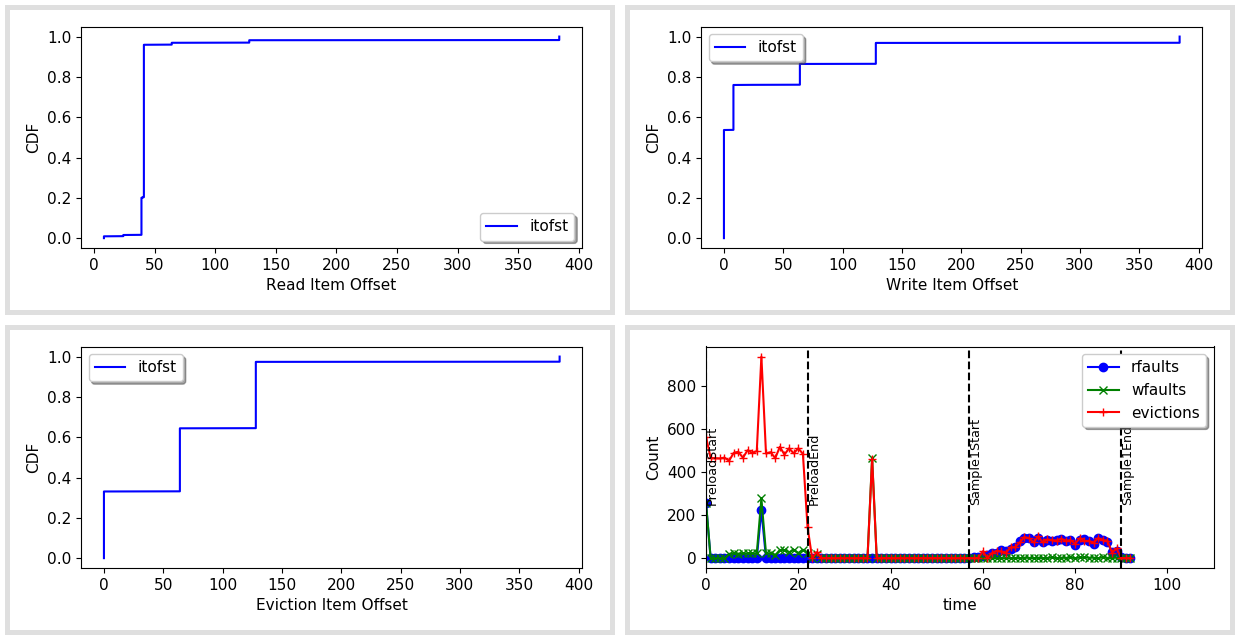 1.0
0.8
0.6
0.4
0.2
0.0
CDF
itofst
0 50 100 150 200 250 300 350 400
Read Item Offset
1.0
0.8
0.6
0.4
0.2
0.0
CDF
itofst
0 50 100 150 200 250 300 350 400
Write Item Offset
1.0
0.8
0.6
0.4
0.2
0.0
CDF
itofst
0 50 100 150 200 250 300 350 400
Eviction Item Offset
800
600
400
200
0
Count
rfaults
wfaults
evictions
PreloadStart
PreloadEnd
Sample1Start
Sample1End
0 20 40 60 80 100
time